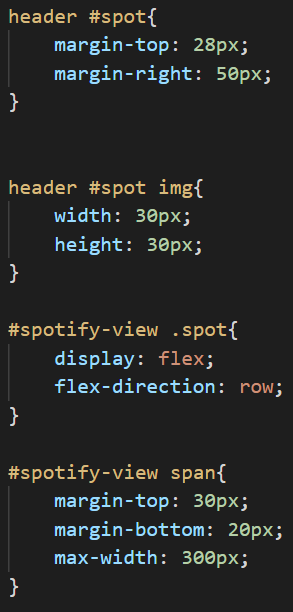 header #spot{
    margin-top: 28px;
    margin-right: 50px;
}
header #spot img{
    width: 30px;
    height: 30px;
}
#spotify-view .spot{
    display: flex;
    flex-direction: row;
}
#spotify-view span{
    margin-top: 30px;
    margin-bottom: 20px;
    max-width: 300px;
}